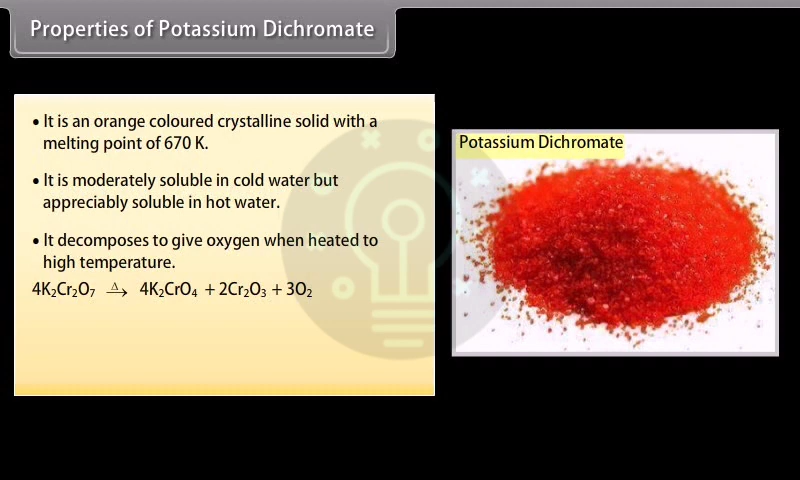 Properties of Potassium Dichromate
• It is an orange coloured crystalline solid with a
melting point of 670 K.
• It is moderately soluble in cold water but
appreciably soluble in hot water.
• It decomposes to give oxygen when heated to
high temperature.
4K₂Cr₂O₇ —Δ→ 4K₂CrO₄ + 2Cr₂O₃ + 3O₂
Potassium Dichromate